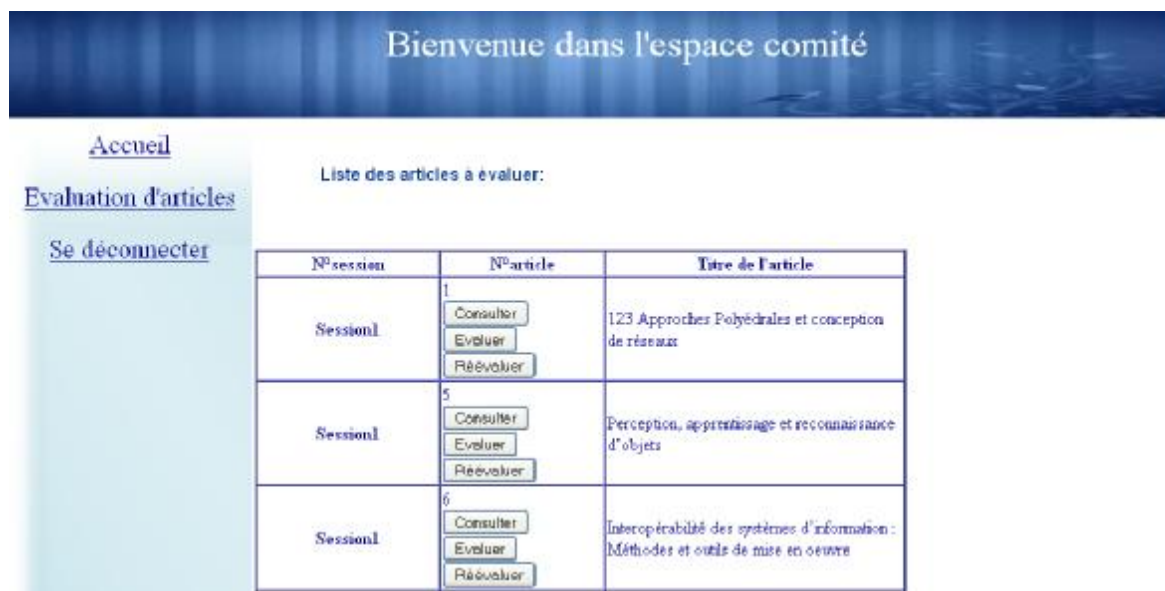 Bienvenue dans l'espace comité
Accueil
Evaluation d'articles
Se déconnecter
Liste des articles à évaluer:
N°session N°article Titre de l'article
Session1
1
Consulter
Evaluer
Réévaluer
123 Approches Polyédrales et conception
de réseaux
Session1
5
Consulter
Evaluer
Réévaluer
Perception, apprentissage et reconnaissance
d'objets
Session1
6
Consulter
Evaluer
Réévaluer
Interopérabilité des systèmes d'information :
Méthodes et outils de mise en oeuvre